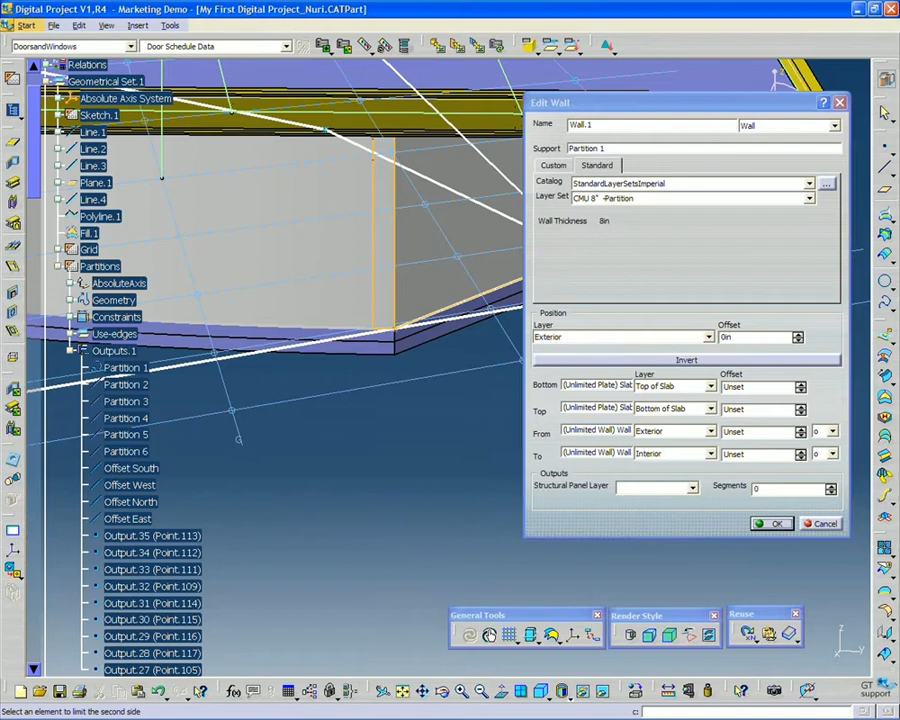 Digital Project V1,R4 - Marketing Demo - [My First Digital Project_Nuri.CATPart]
Start File Edit View Insert Tools
DoorsandWindows Door Schedule Data
Relations
Geometrical Set.1
Absolute Axis System
Sketch.1
Line.1
Line.2
Line.3
Plane.1
Line.4
Polyline.1
Fill.1
Grid
Partitions
AbsoluteAxis
Geometry
Constraints
Use-edges
Outputs.1
Partition 1
Partition 2
Partition 3
Partition 4
Partition 5
Partition 6
Offset South
Offset West
Offset North
Offset East
Output.35 (Point.113)
Output.34 (Point.112)
Output.33 (Point.111)
Output.32 (Point.109)
Output.31 (Point.114)
Output.30 (Point.115)
Output.29 (Point.116)
Output.28 (Point.117)
Output.27 (Point.105)
Edit Wall
Name Wall.1 Wall
Support Partition 1
Custom Standard
Catalog StandardLayerSetsImperial ...
Layer Set CMU 8" -Partition
Wall Thickness 8in
Position
Layer Offset
Exterior 0in
Invert
Layer Offset
Bottom (Unlimited Plate) Slab Top of Slab Unset
Top (Unlimited Plate) Slab Bottom of Slab Unset
From (Unlimited Wall) Wall Exterior Unset o
To (Unlimited Wall) Wall Interior Unset o
Outputs
Structural Panel Layer Segments 0
OK Cancel
General Tools Render Style Reuse
z
x
y
GT
support
f(x)
Select an element to limit the second side c: